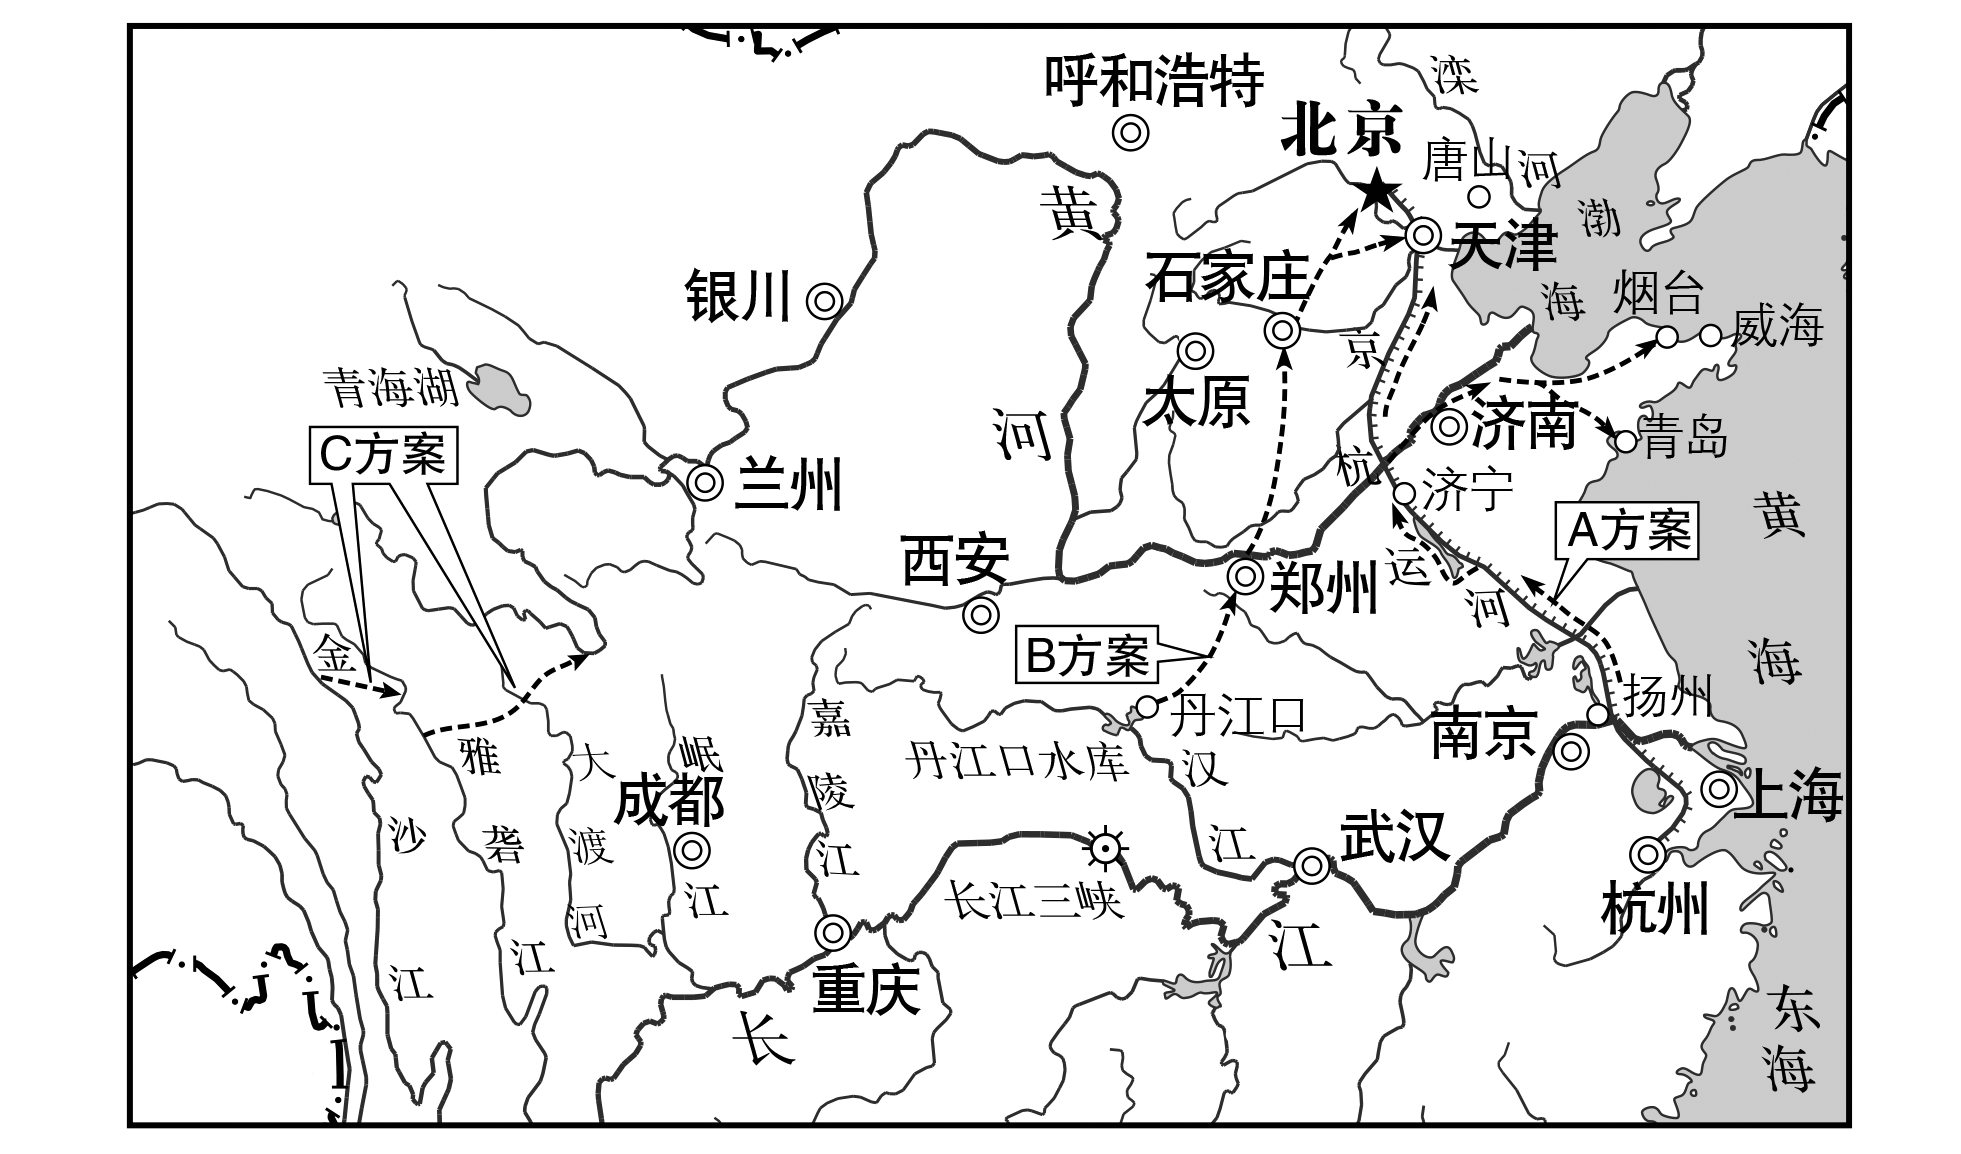 呼和浩特
滦
河
北京
唐山
渤
海
黄
河
天津
石家庄
银川
烟台
威海
京
杭
运
河
太原
青海湖
济南
青岛
C方案
兰州
济宁
A方案
黄
海
西安
郑州
B方案
金
沙
江
丹江口
扬州
南京
嘉
陵
江
雅
砻
江
大
渡
河
岷
江
丹江口水库
汉
江
成都
上海
武汉
长江三峡
杭州
重庆
长
江
东
海